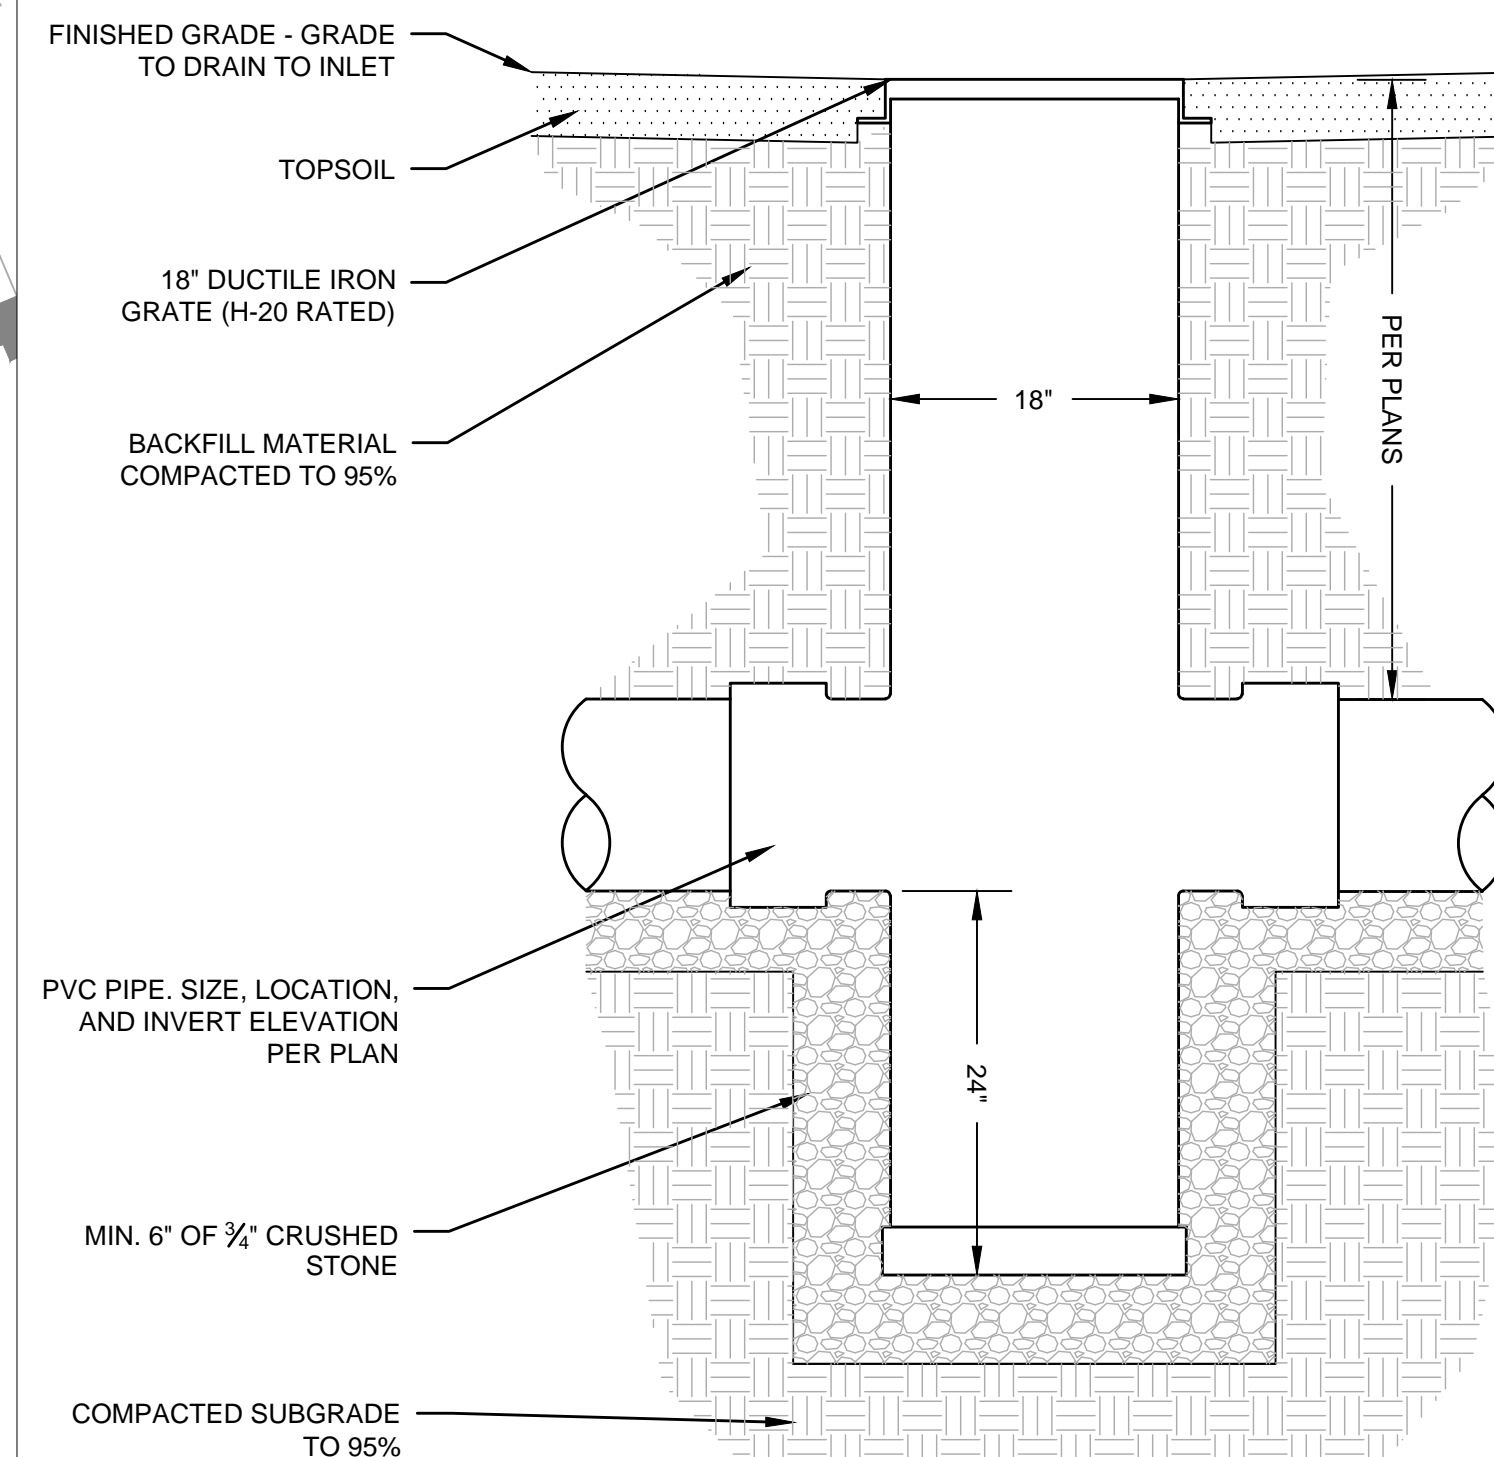 FINISHED GRADE - GRADE
TO DRAIN TO INLET
TOPSOIL
18" DUCTILE IRON
GRATE (H-20 RATED)
BACKFILL MATERIAL
COMPACTED TO 95%
18"
PER PLANS
PVC PIPE. SIZE, LOCATION,
AND INVERT ELEVATION
PER PLAN
24"
MIN. 6" OF ¾" CRUSHED
STONE
COMPACTED SUBGRADE
TO 95%